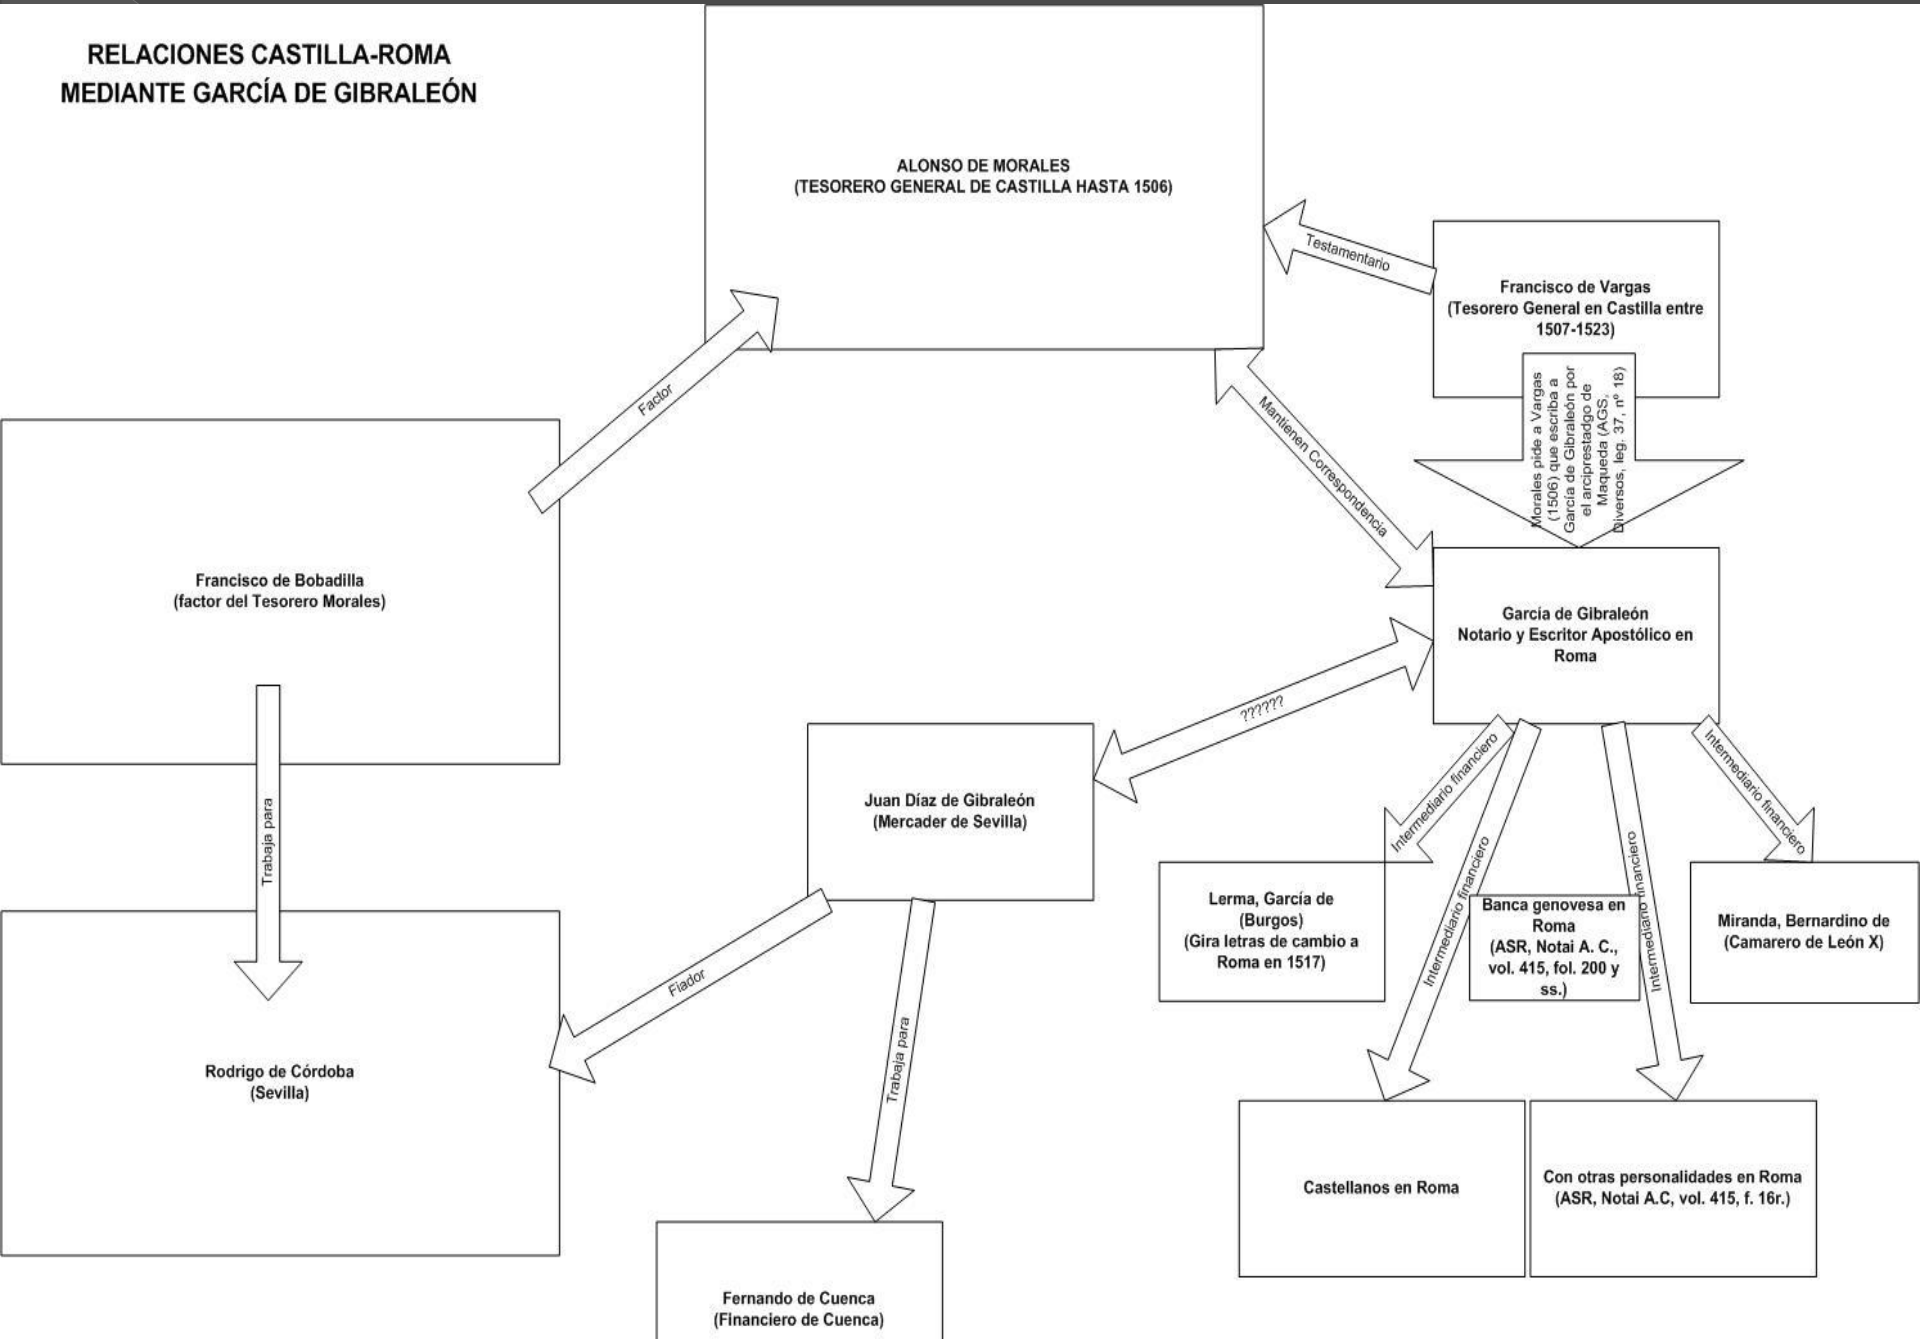 RELACIONES CASTILLA-ROMA
MEDIANTE GARCÍA DE GIBRALEÓN
ALONSO DE MORALES
(TESORERO GENERAL DE CASTILLA HASTA 1506)
Testamentario
Francisco de Vargas
(Tesorero General en Castilla entre
1507-1523)
Factor
Mantienen Correspondencia
Morales pide a Vargas
(1506) que escriba a
García de Gibraleón por
el arciprestadgo de
Maqueda (AGS,
Diversos, leg. 37, nº 18)
Francisco de Bobadilla
(factor del Tesorero Morales)
García de Gibraleón
Notario y Escritor Apostólico en
Roma
??????
Trabaja para
Juan Díaz de Gibraleón
(Mercader de Sevilla)
Intermediario financiero
Intermediario financiero
Intermediario financiero
Intermediario financiero
Lerma, García de
(Burgos)
(Gira letras de cambio a
Roma en 1517)
Banca genovesa en
Roma
(ASR, Notai A. C.,
vol. 415, fol. 200 y
ss.)
Miranda, Bernardino de
(Camarero de León X)
Fiador
Trabaja para
Rodrigo de Córdoba
(Sevilla)
Castellanos en Roma
Con otras personalidades en Roma
(ASR, Notai A.C, vol. 415, f. 16r.)
Fernando de Cuenca
(Financiero de Cuenca)